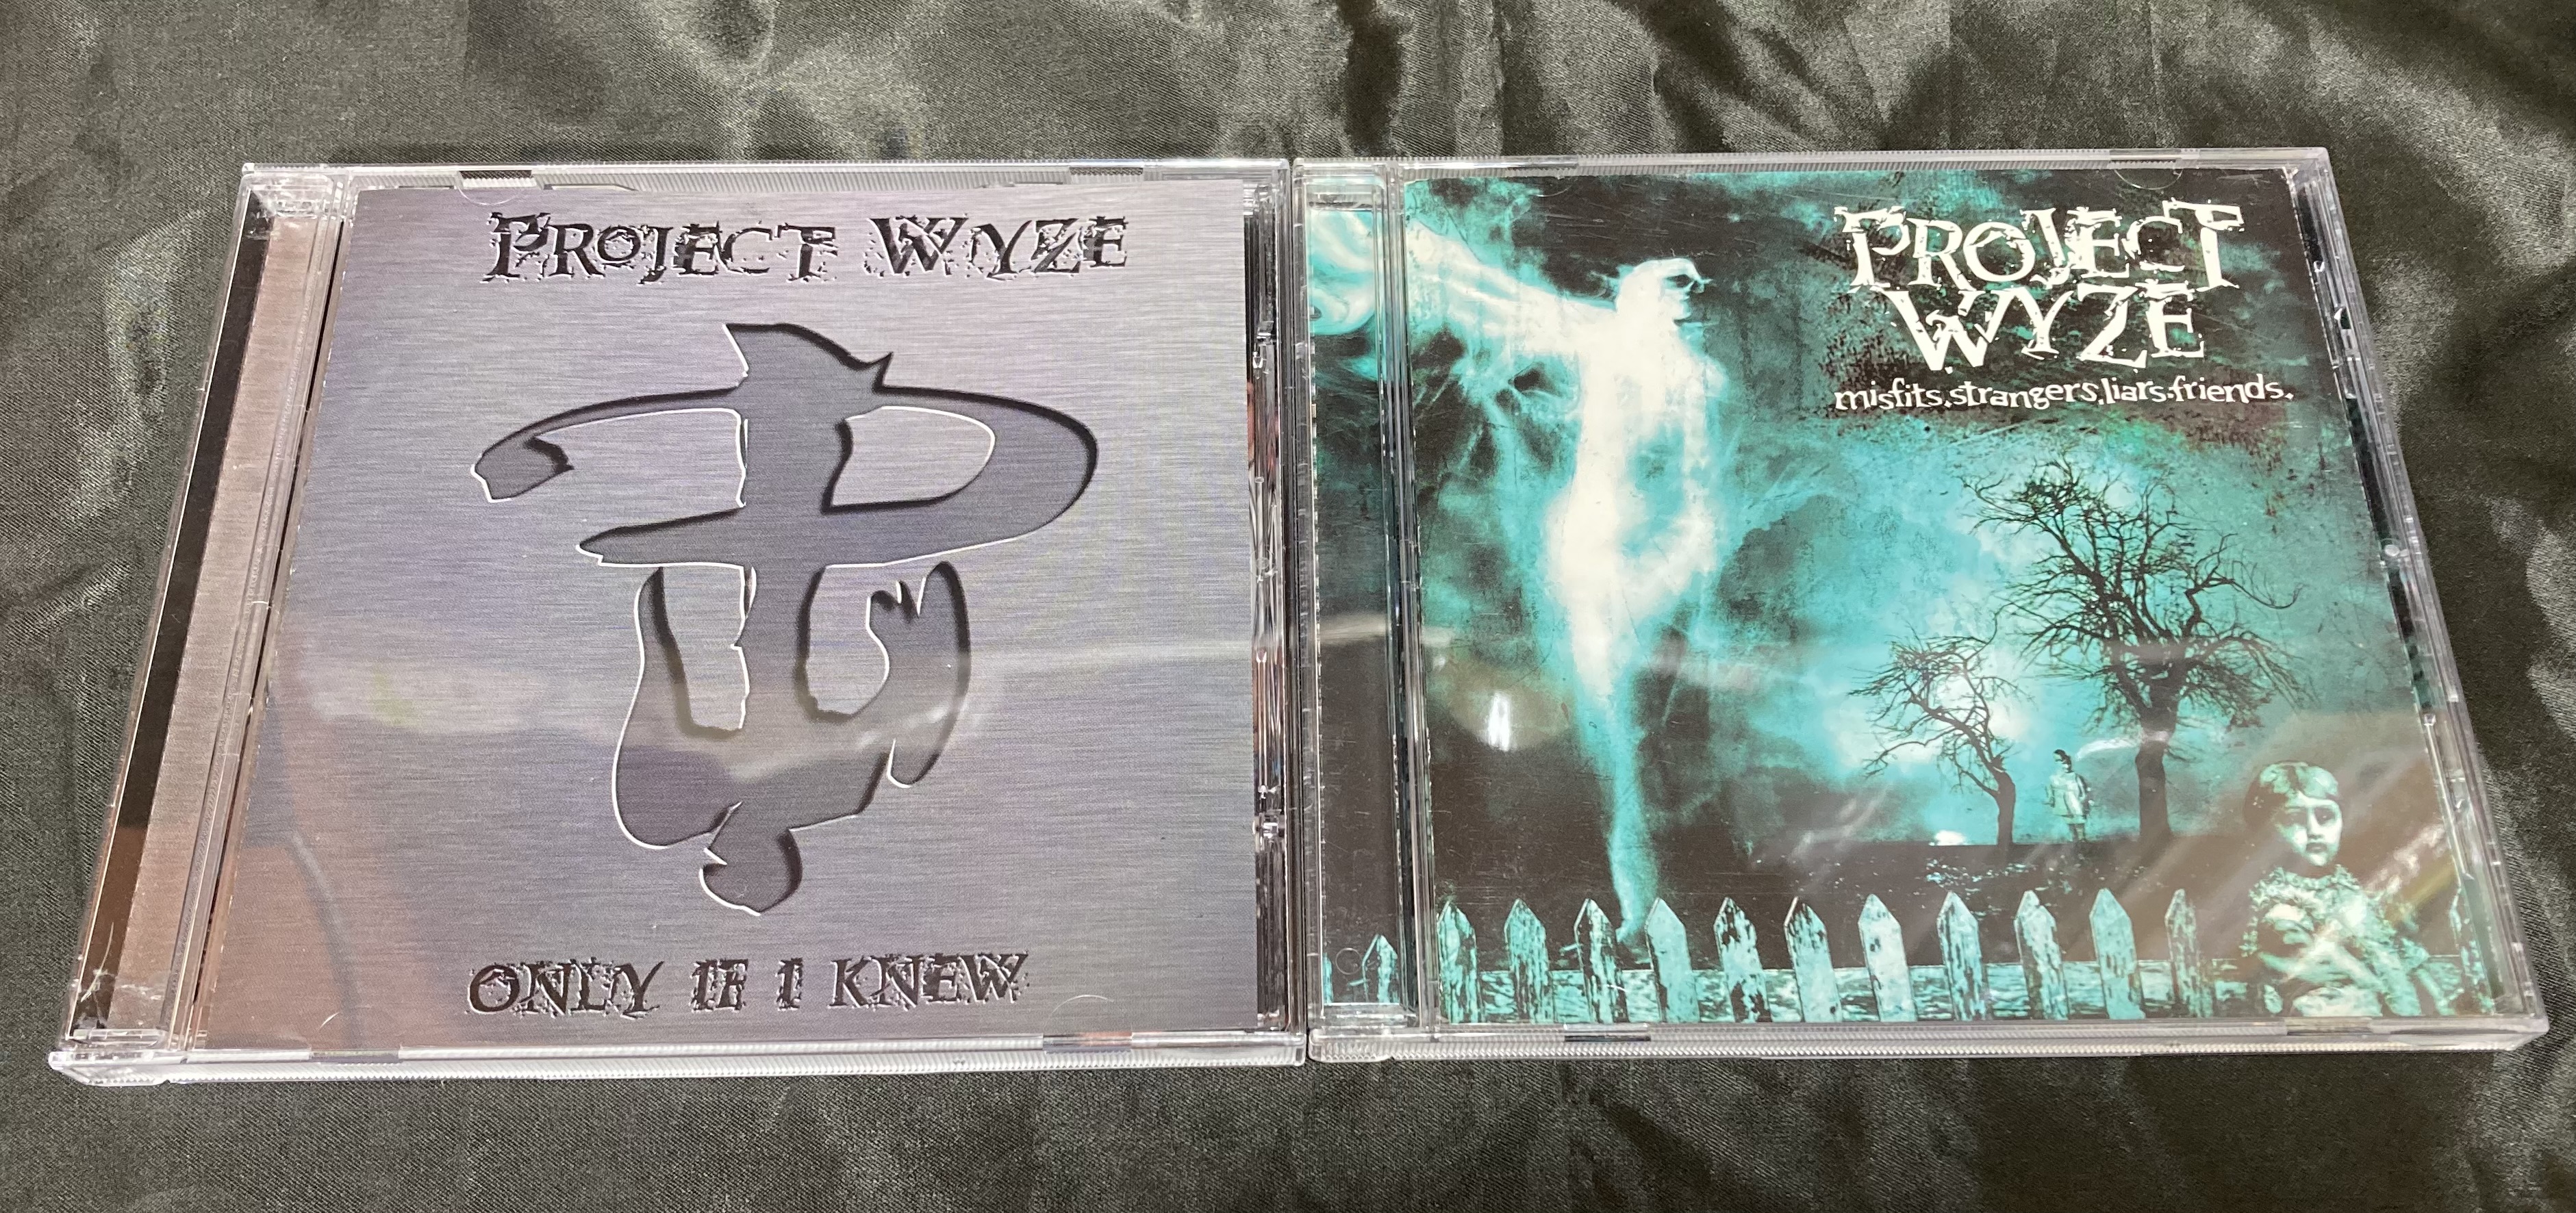 PROJECT WYZE
ONLY IF I KNEW
PROJECT
WYZE
misfits.strangers.liars.friends.